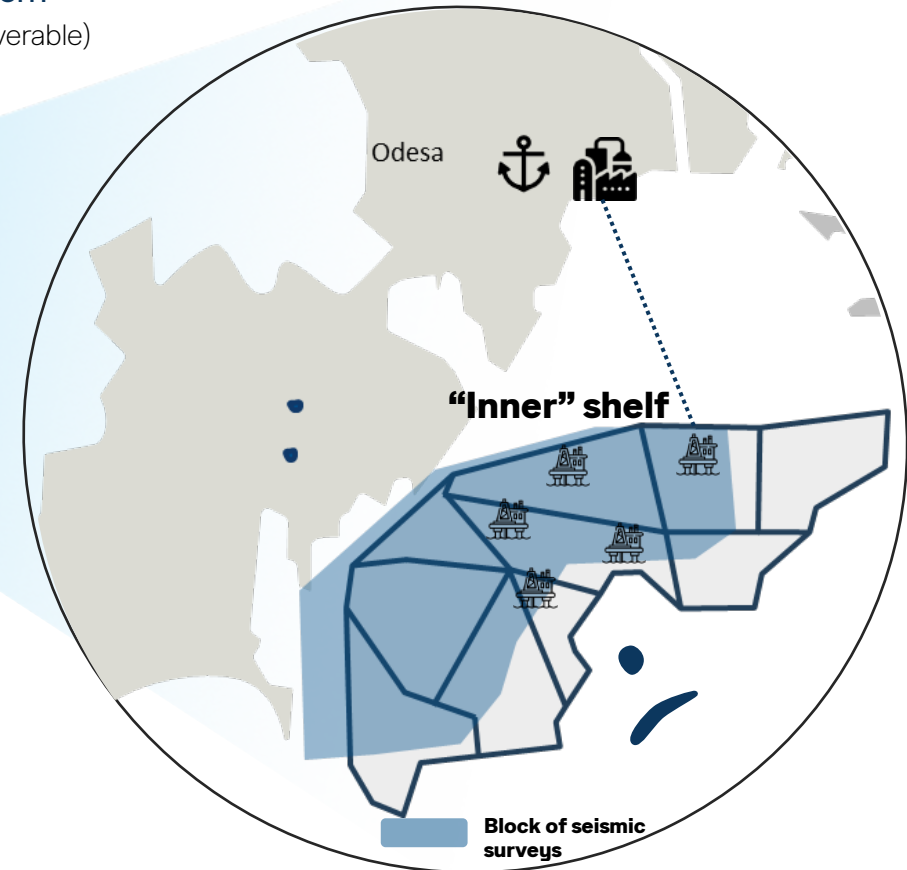 verable)
Odesa
“Inner” shelf
Block of seismic
surveys